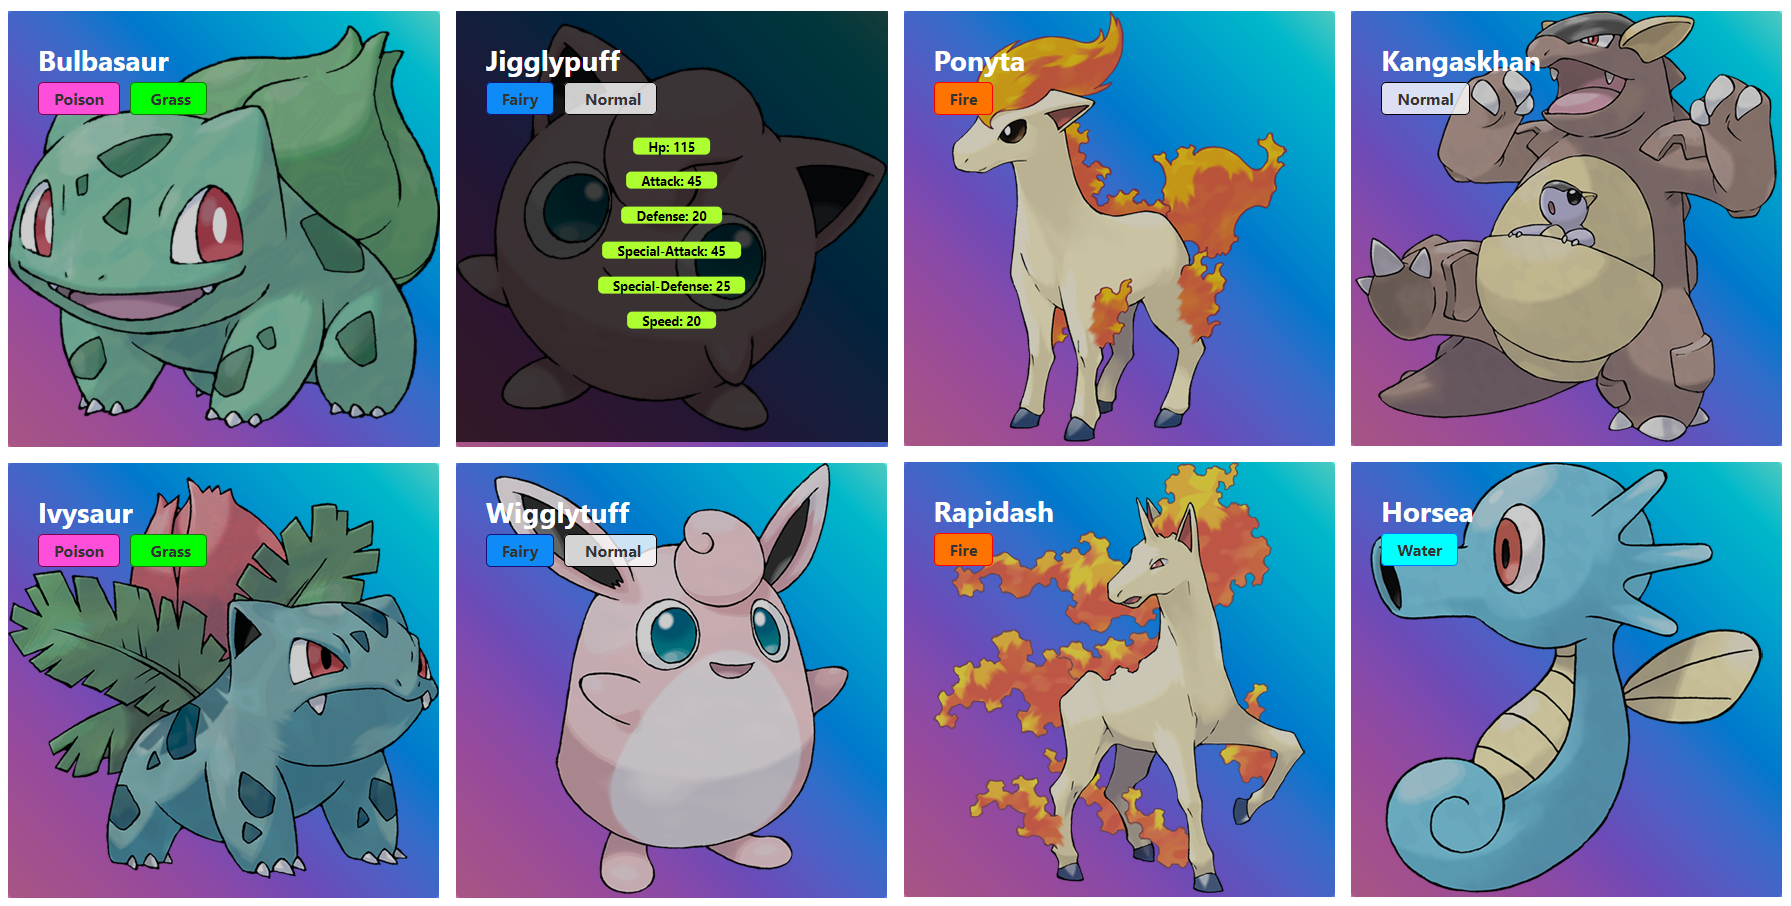 Bulbasaur
Poison Grass
Jigglypuff
Fairy Normal
Hp: 115
Attack: 45
Defense: 20
Special-Attack: 45
Special-Defense: 25
Speed: 20
Ponyta
Fire
Kangaskhan
Normal
Ivysaur
Poison Grass
Wigglytuff
Fairy Normal
Rapidash
Fire
Horsea
Water